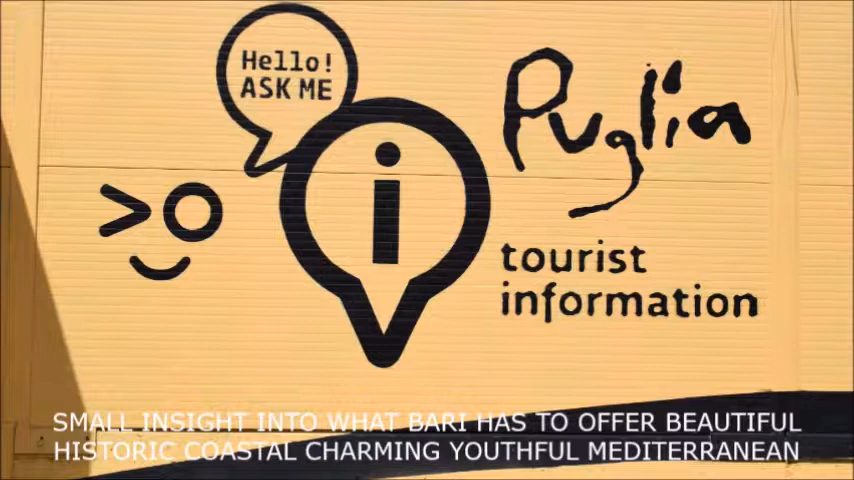 Hello!
ASK ME
i
Puglia
tourist
information
SMALL INSIGHT INTO WHAT BARI HAS TO OFFER BEAUTIFUL
HISTORIC COASTAL CHARMING YOUTHFUL MEDITERRANEAN